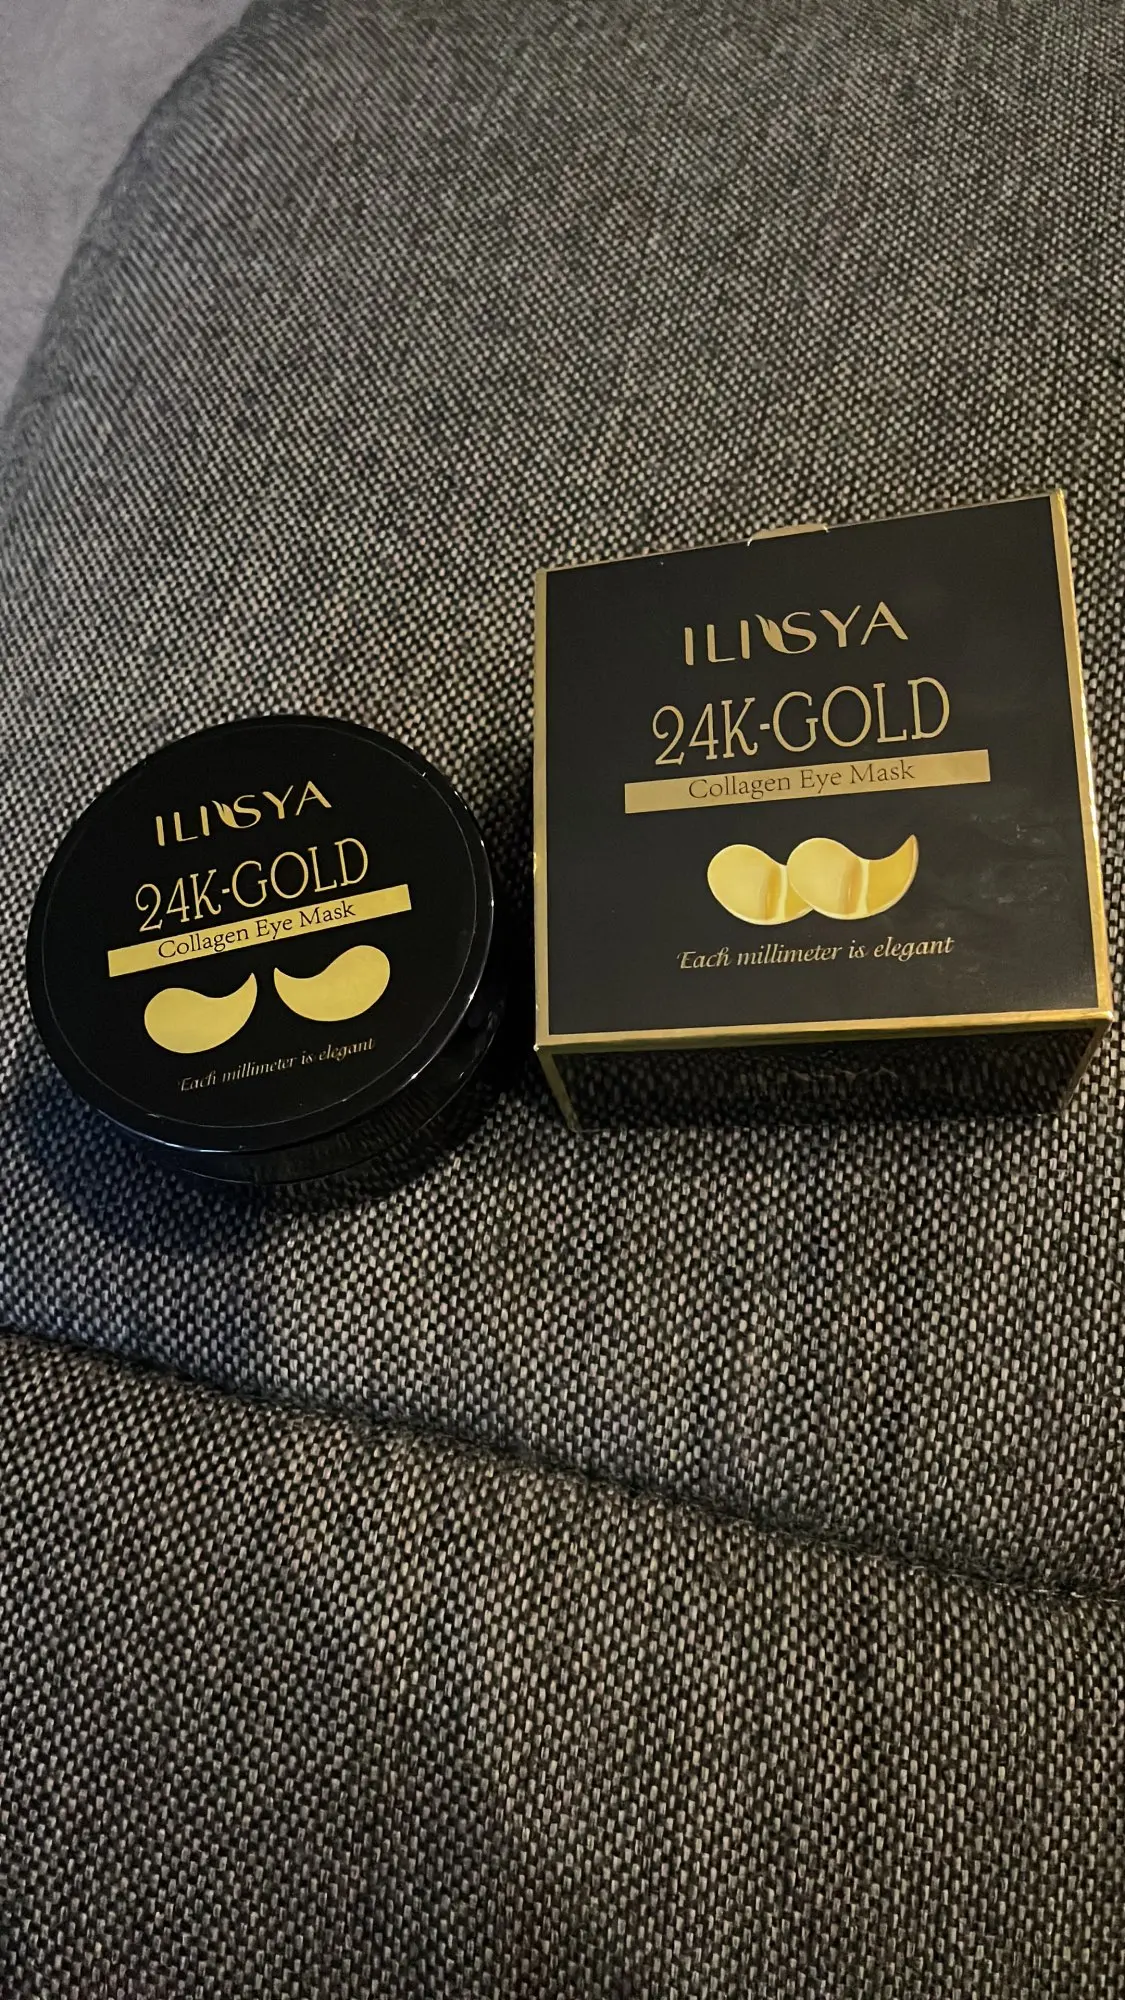 ILISYA
24K-GOLD
Collagen Eye Mask
Each millimeter is elegant
ILISYA
24K-GOLD
Collagen Eye Mask
Each millimeter is elegant